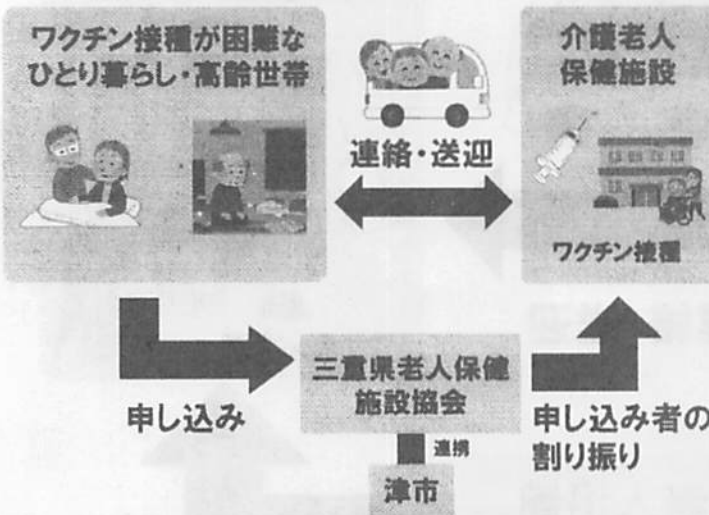 ワクチン接種が困難な
ひとり暮らし・高齢世帯
連絡・送迎
介護老人
保健施設
ワクチン接種
申し込み
三重県老人保健
施設協会
連携
津市
申し込み者の
割り振り